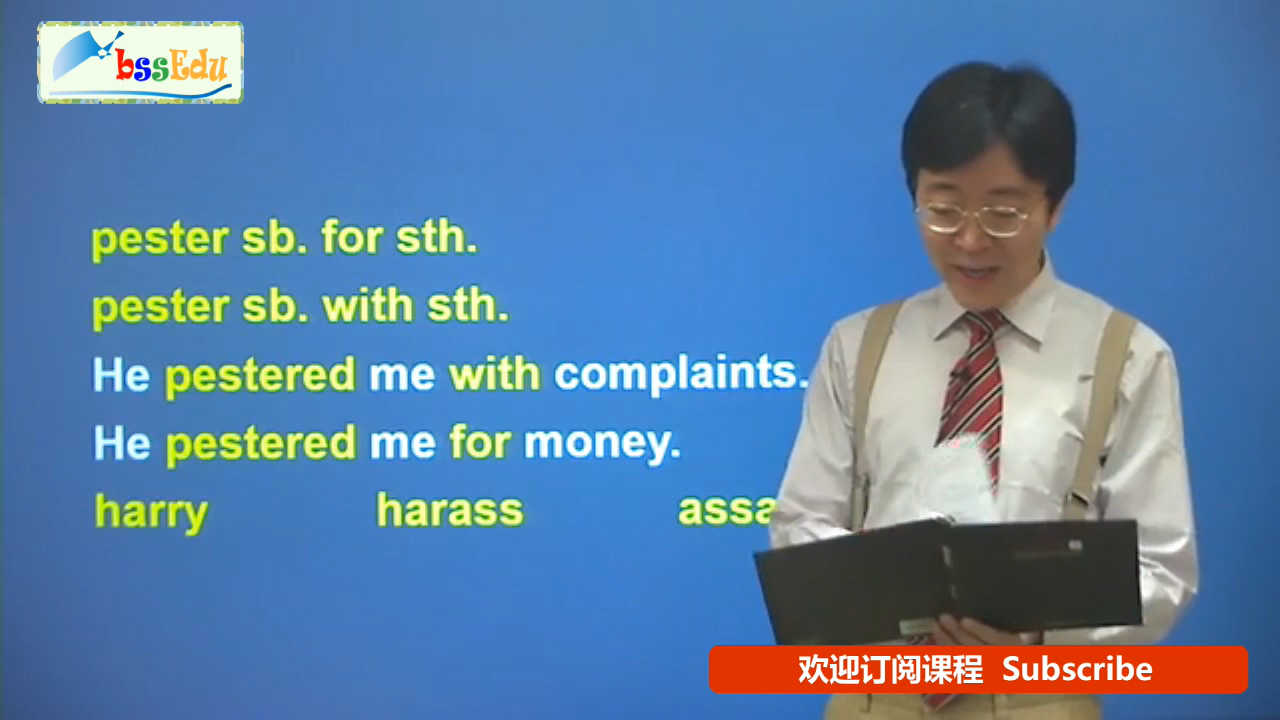 bssEdu
pester sb. for sth.
pester sb. with sth.
He pestered me with complaints.
He pestered me for money.
harry harass
欢迎订阅课程 Subscribe